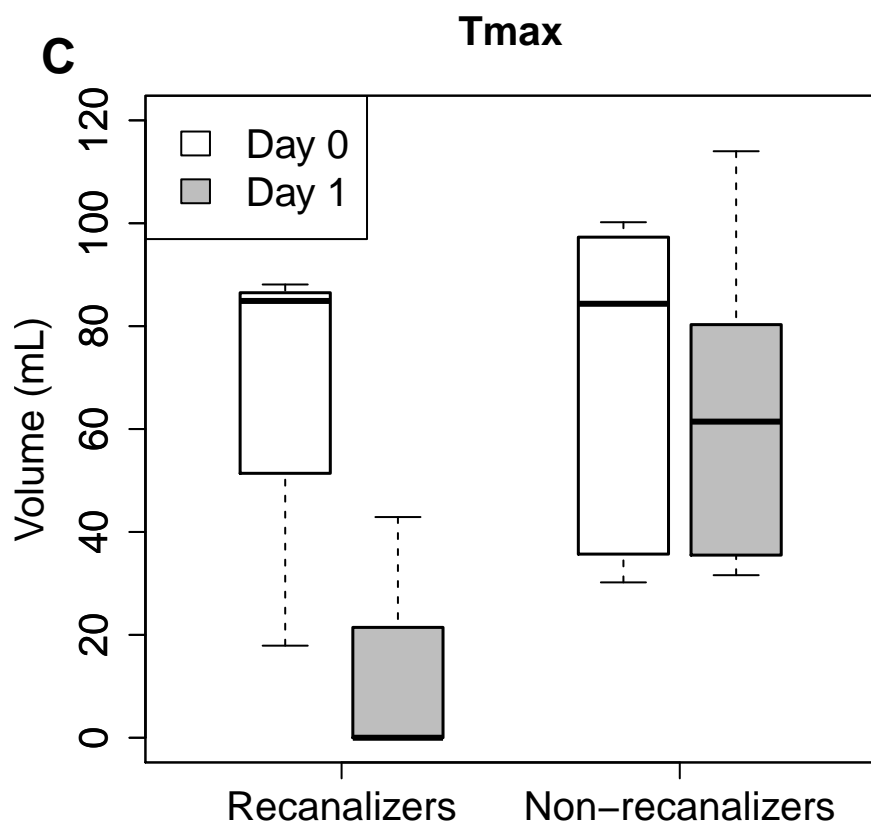 Tmax
C
Day 0
Day 1
Volume (mL)
120
100
80
60
40
20
0
Recanalizers
Non−recanalizers